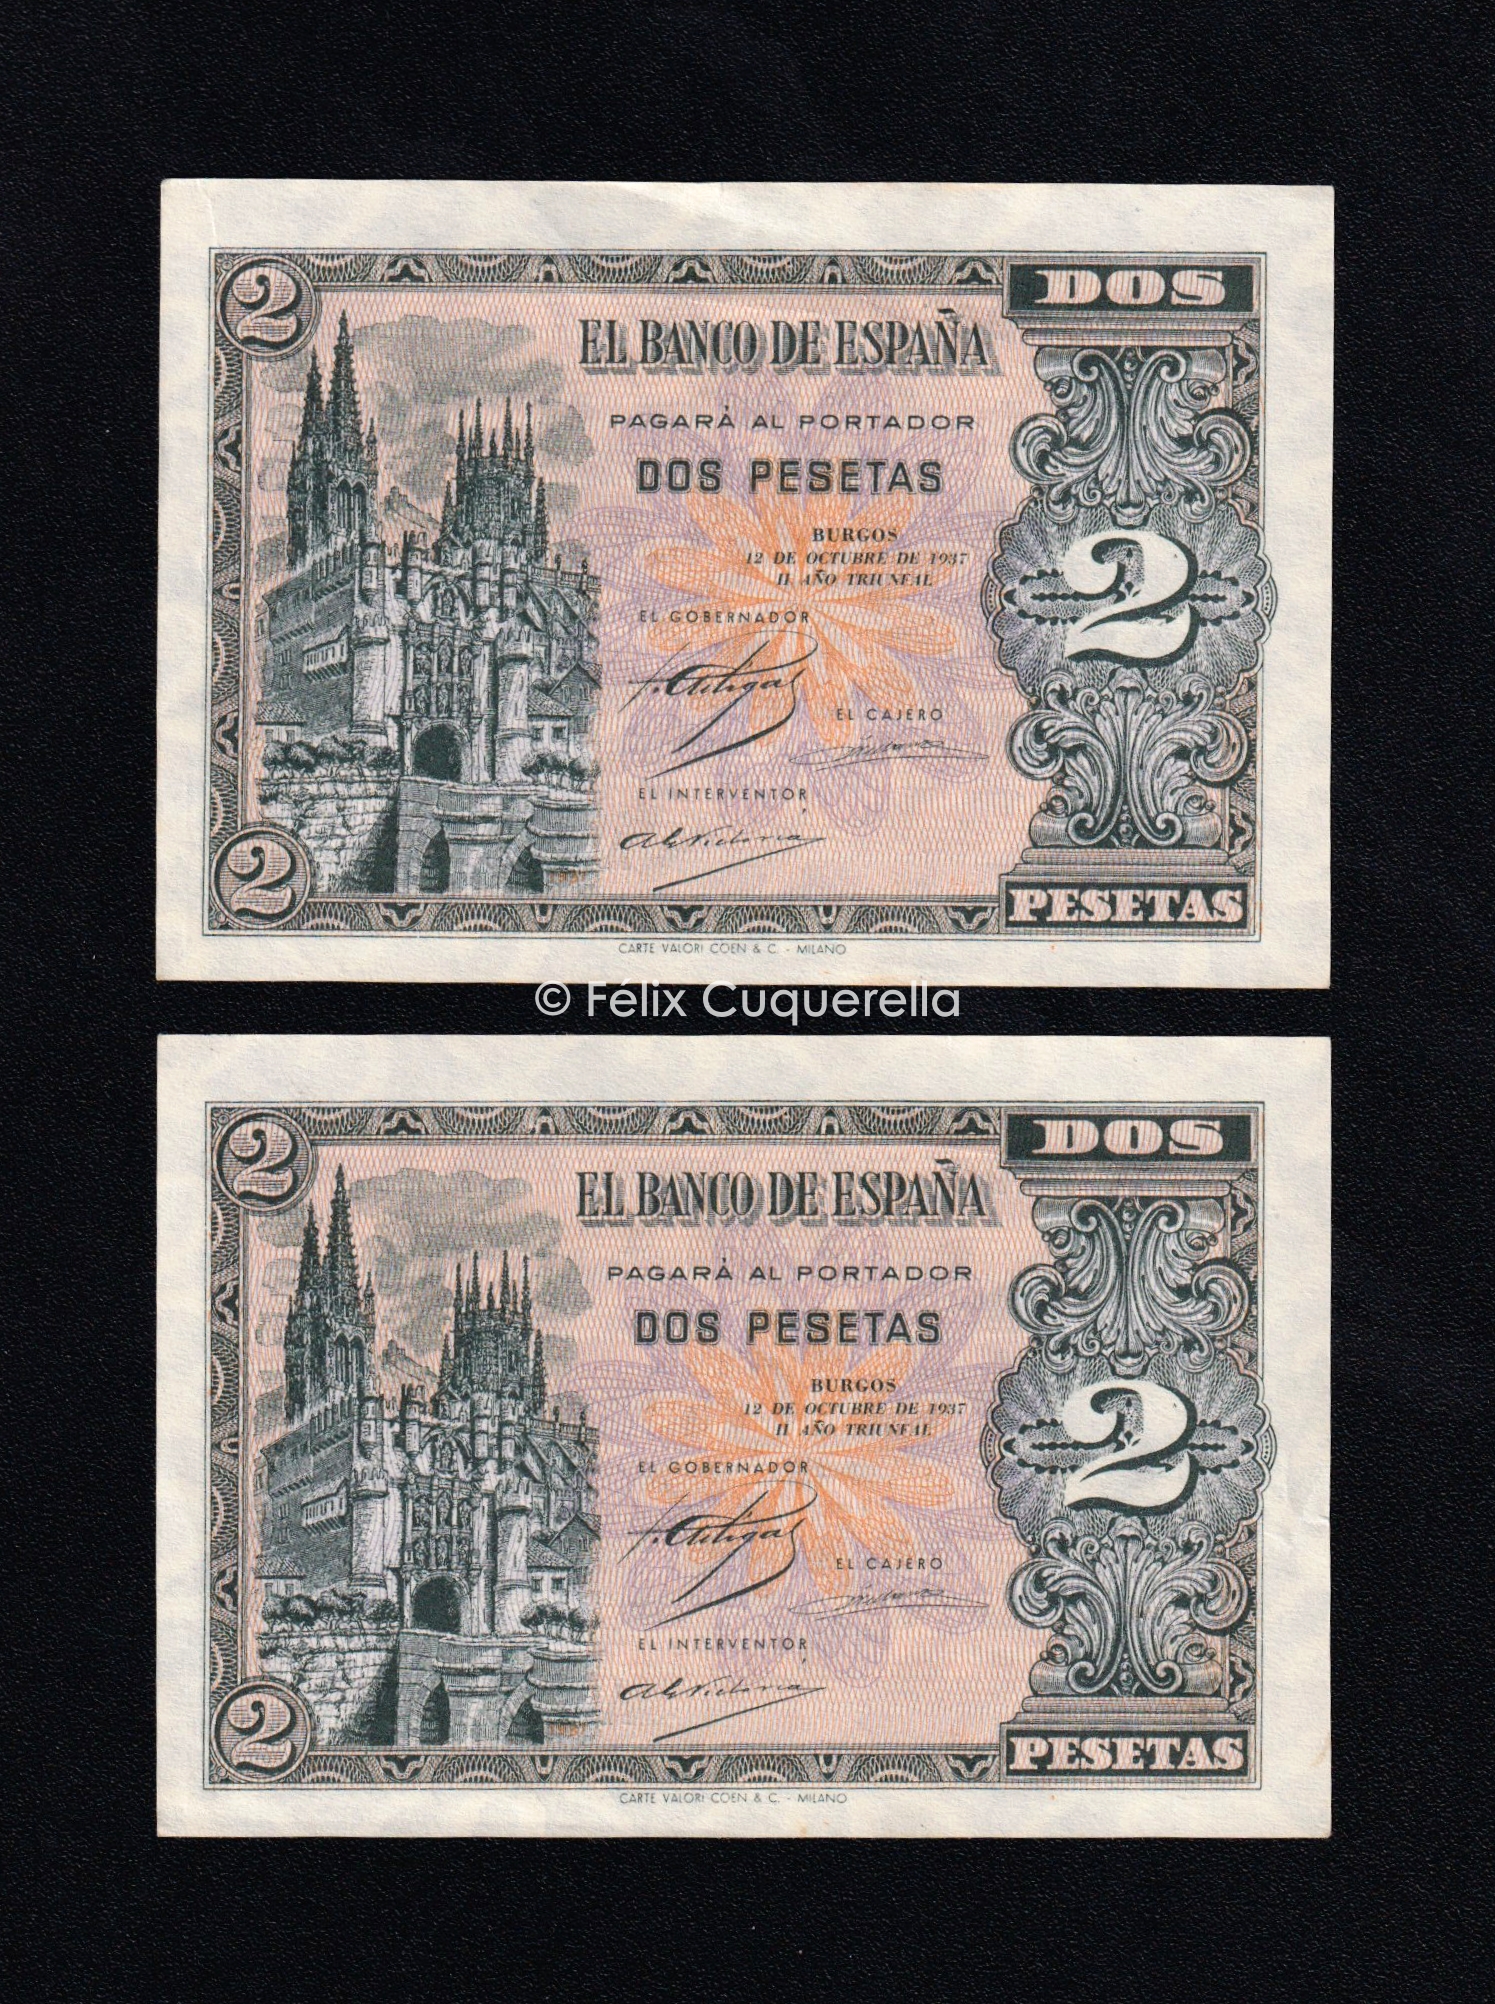 2
DOS
EL BANCO DE ESPAÑA
PAGARÁ AL PORTADOR
DOS PESETAS
BURGOS
12 DE OCTUBRE DE 1937
II AÑO TRIUNFAL
2
EL GOBERNADOR
EL CAJERO
EL INTERVENTOR
2
PESETAS
CARTE VALORI COEN & C. - MILANO
© Félix Cuquerella
2
DOS
EL BANCO DE ESPAÑA
PAGARÁ AL PORTADOR
DOS PESETAS
BURGOS
12 DE OCTUBRE DE 1937
II AÑO TRIUNFAL
2
EL GOBERNADOR
EL CAJERO
EL INTERVENTOR
2
PESETAS
CARTE VALORI COEN & C. - MILANO